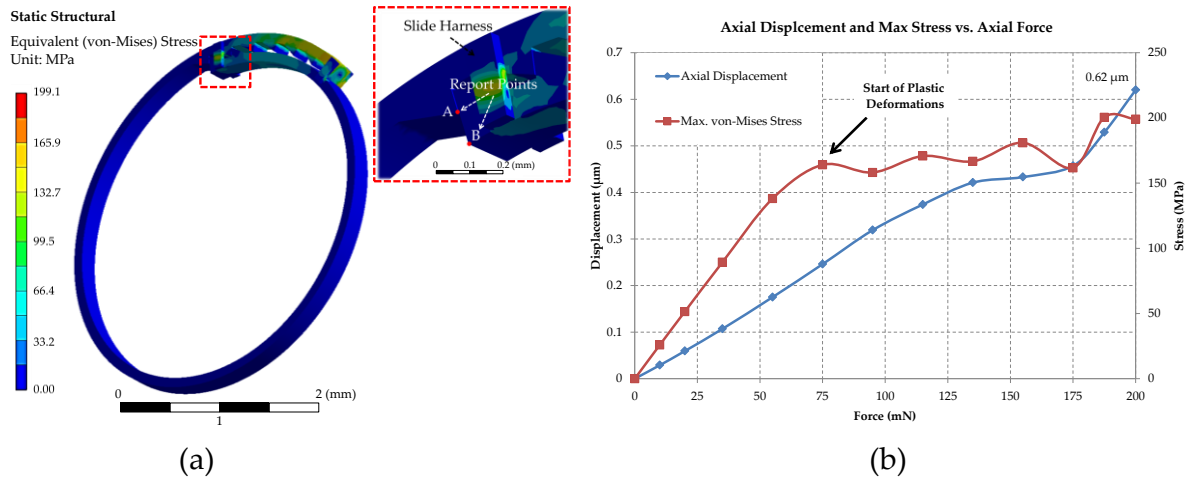 Static Structural
Equivalent (von-Mises) Stress
Unit: MPa
199.1
165.9
132.7
99.5
66.4
33.2
0.00
0
2 (mm)
1
Slide Harness
Report Points
A
B
0
0.1
0.2 (mm)
(a)
Axial Displcement and Max Stress vs. Axial Force
0.7
0.6
0.5
0.4
0.3
0.2
0.1
0
Displacement (µm)
Axial Displacement
Max. von-Mises Stress
Start of Plastic
Deformations
0.62 µm
250
200
150
100
50
0
Stress (MPa)
0
25
50
75
100
125
150
175
200
Force (mN)
(b)